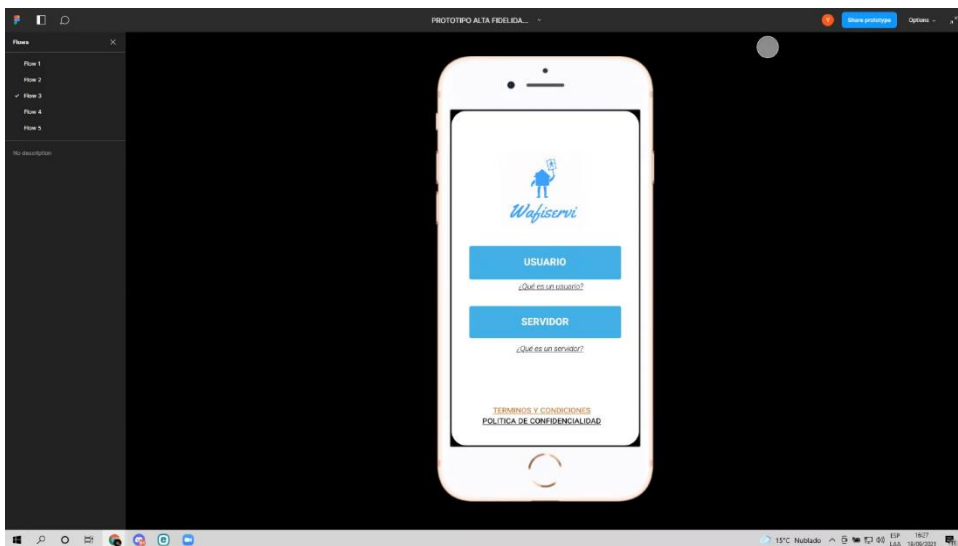 PROTOTIPO ALTA FIDELIDA...
Y
Share prototype
Options
Flows
Flow 1
Flow 2
Flow 3
Flow 4
Flow 5
No description
Wafiservi
USUARIO
¿Qué es un usuario?
SERVIDOR
¿Qué es un servidor?
TERMINOS Y CONDICIONES
POLITICA DE CONFIDENCIALIDAD
15°C Nublado
ESP
16:27
LAA
18/06/2021